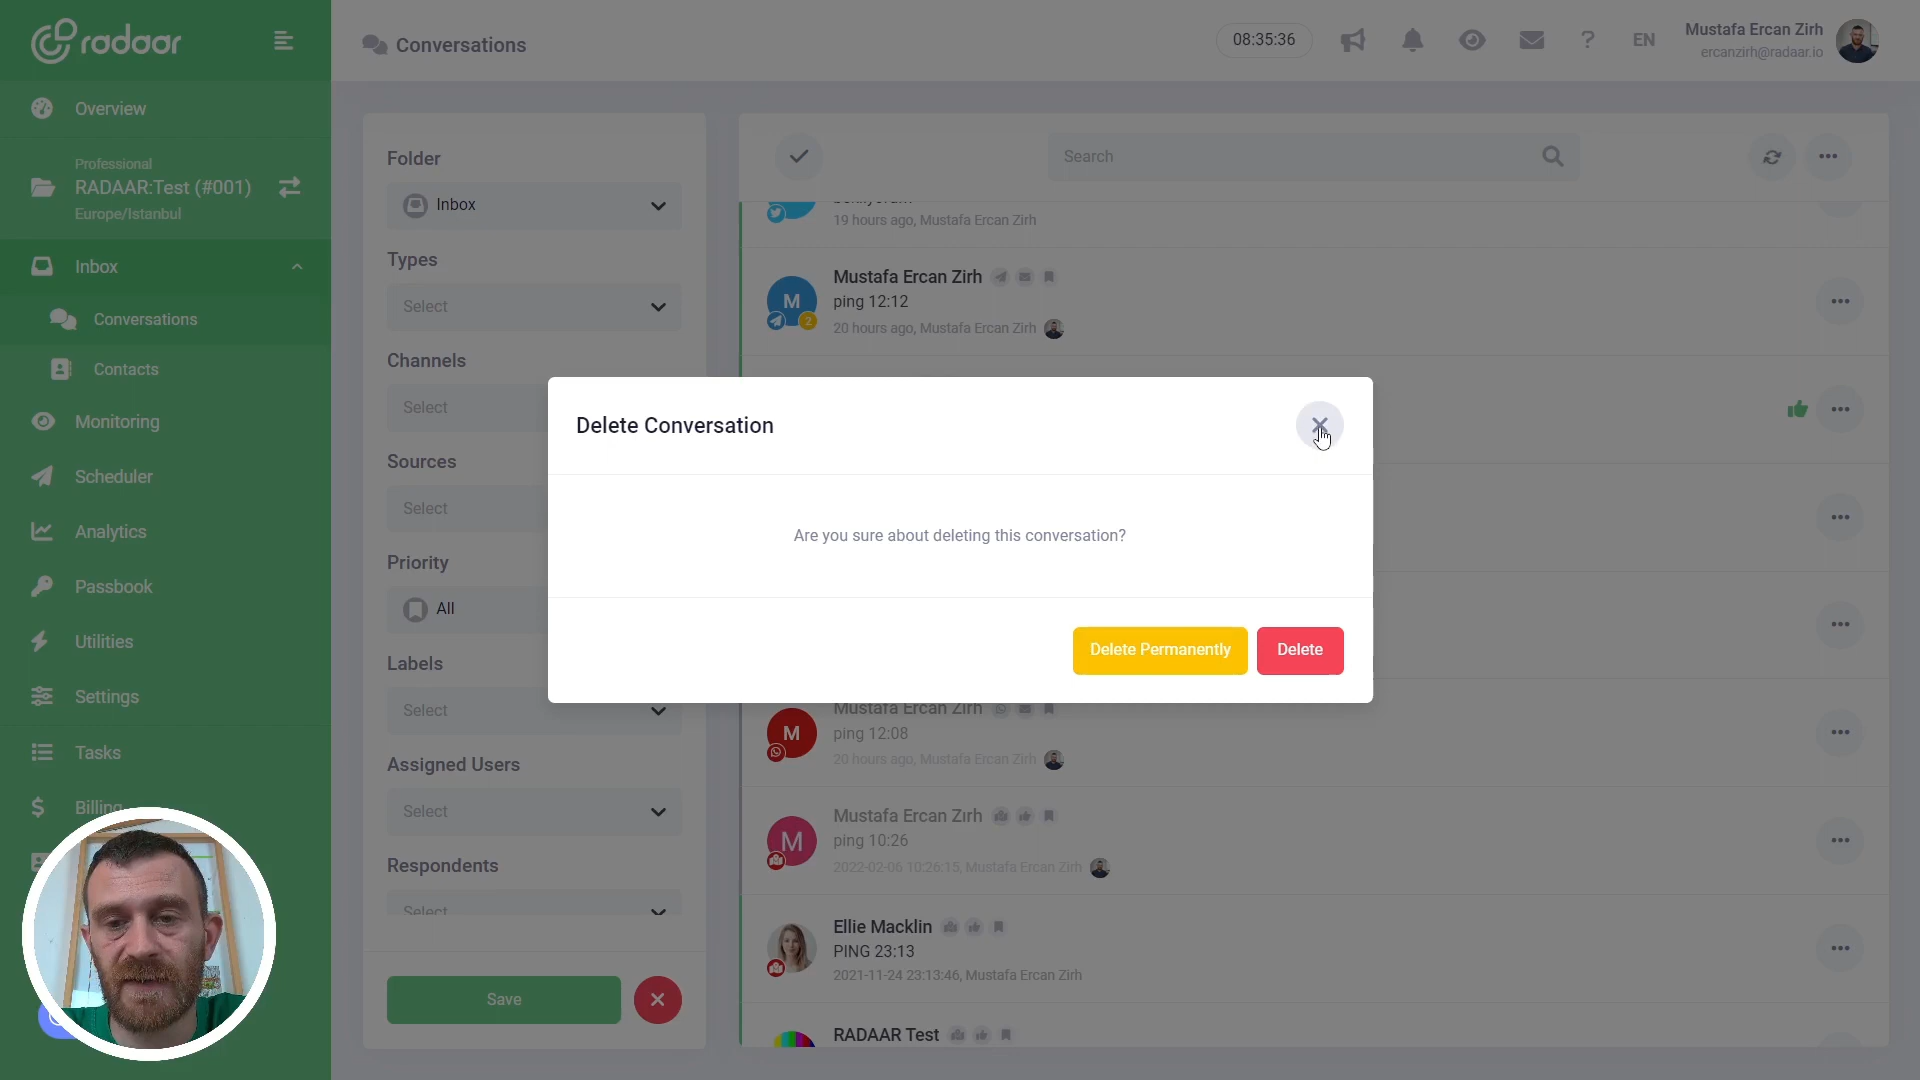 radaar
Conversations
08:35:36
EN
Mustafa Ercan Zirh
ercanzirh@radaar.io
Overview
Professional
RADAAR:Test (#001)
Europe/Istanbul
Inbox
Conversations
Contacts
Monitoring
Scheduler
Analytics
Passbook
Utilities
Settings
Tasks
Billing
Folder
Inbox
Types
Select
Channels
Select
Sources
Select
Priority
All
Labels
Select
Assigned Users
Select
Respondents
Select
Save
Search
19 hours ago, Mustafa Ercan Zirh
Mustafa Ercan Zirh
M
2
ping 12:12
20 hours ago, Mustafa Ercan Zirh
Delete Conversation
Are you sure about deleting this conversation?
Delete Permanently
Delete
Mustafa Ercan Zirh
M
ping 12:08
20 hours ago, Mustafa Ercan Zirh
Mustafa Ercan Zirh
M
ping 10:26
2022-02-06 10:26:15, Mustafa Ercan Zirh
Ellie Macklin
PING 23:13
2021-11-24 23:13:46, Mustafa Ercan Zirh
RADAAR Test